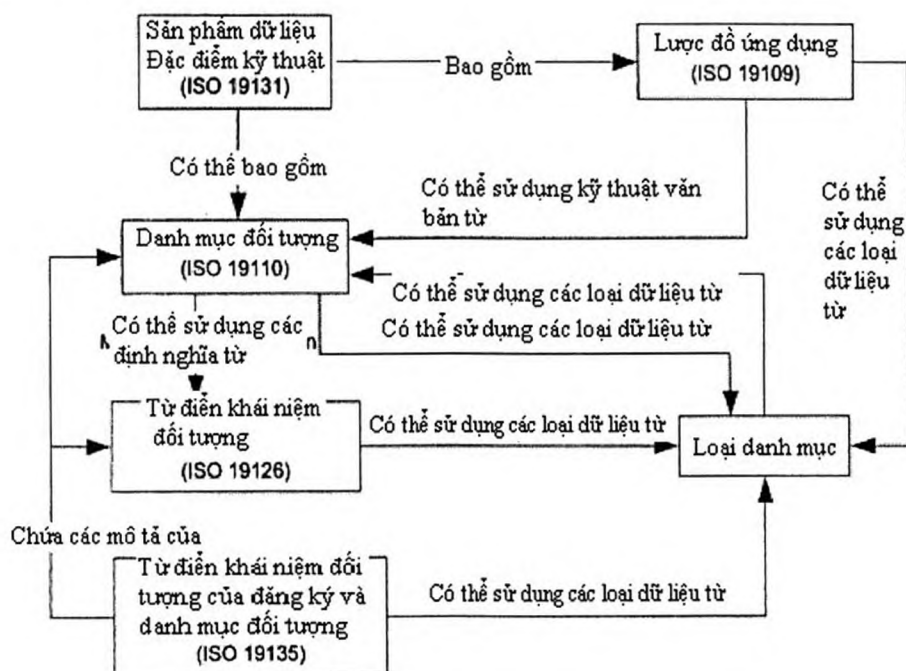 Sản phẩm dữ liệu
Đặc điểm kỹ thuật
(ISO 19131)
Bao gồm
Lược đồ ứng dụng
(ISO 19109)
Có thể bao gồm
Có thể sử dụng kỹ thuật văn
bản từ
Có thể
sử dụng
các loại
dữ liệu
từ
Danh mục đối tượng
(ISO 19110)
Có thể sử dụng các loại dữ liệu từ
Có thể sử dụng các loại dữ liệu từ
Có thể sử dụng các
định nghĩa từ
Từ điển khái niệm
đối tượng
(ISO 19126)
Có thể sử dụng các loại dữ liệu từ
Loại danh mục
Chứa các mô tả của
Từ điển khái niệm đối
tượng của đăng ký và
danh mục đối tượng
(ISO 19135)
Có thể sử dụng các loại dữ liệu từ